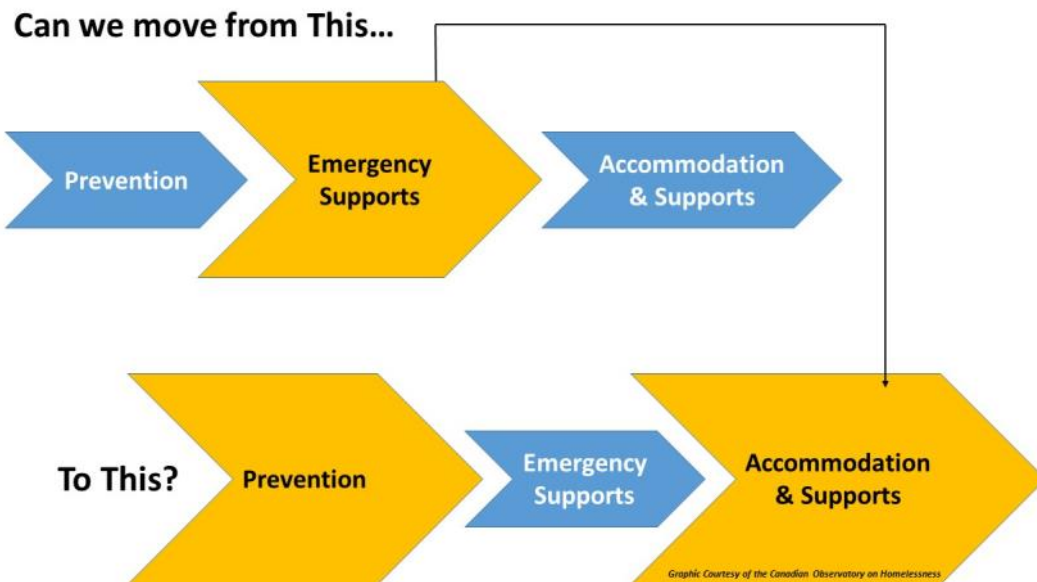 Can we move from This...
Prevention
Emergency
Supports
Accommodation
& Supports
To This?
Prevention
Emergency
Supports
Accommodation
& Supports
Graphic Courtesy of the Canadian Observatory on Homelessness